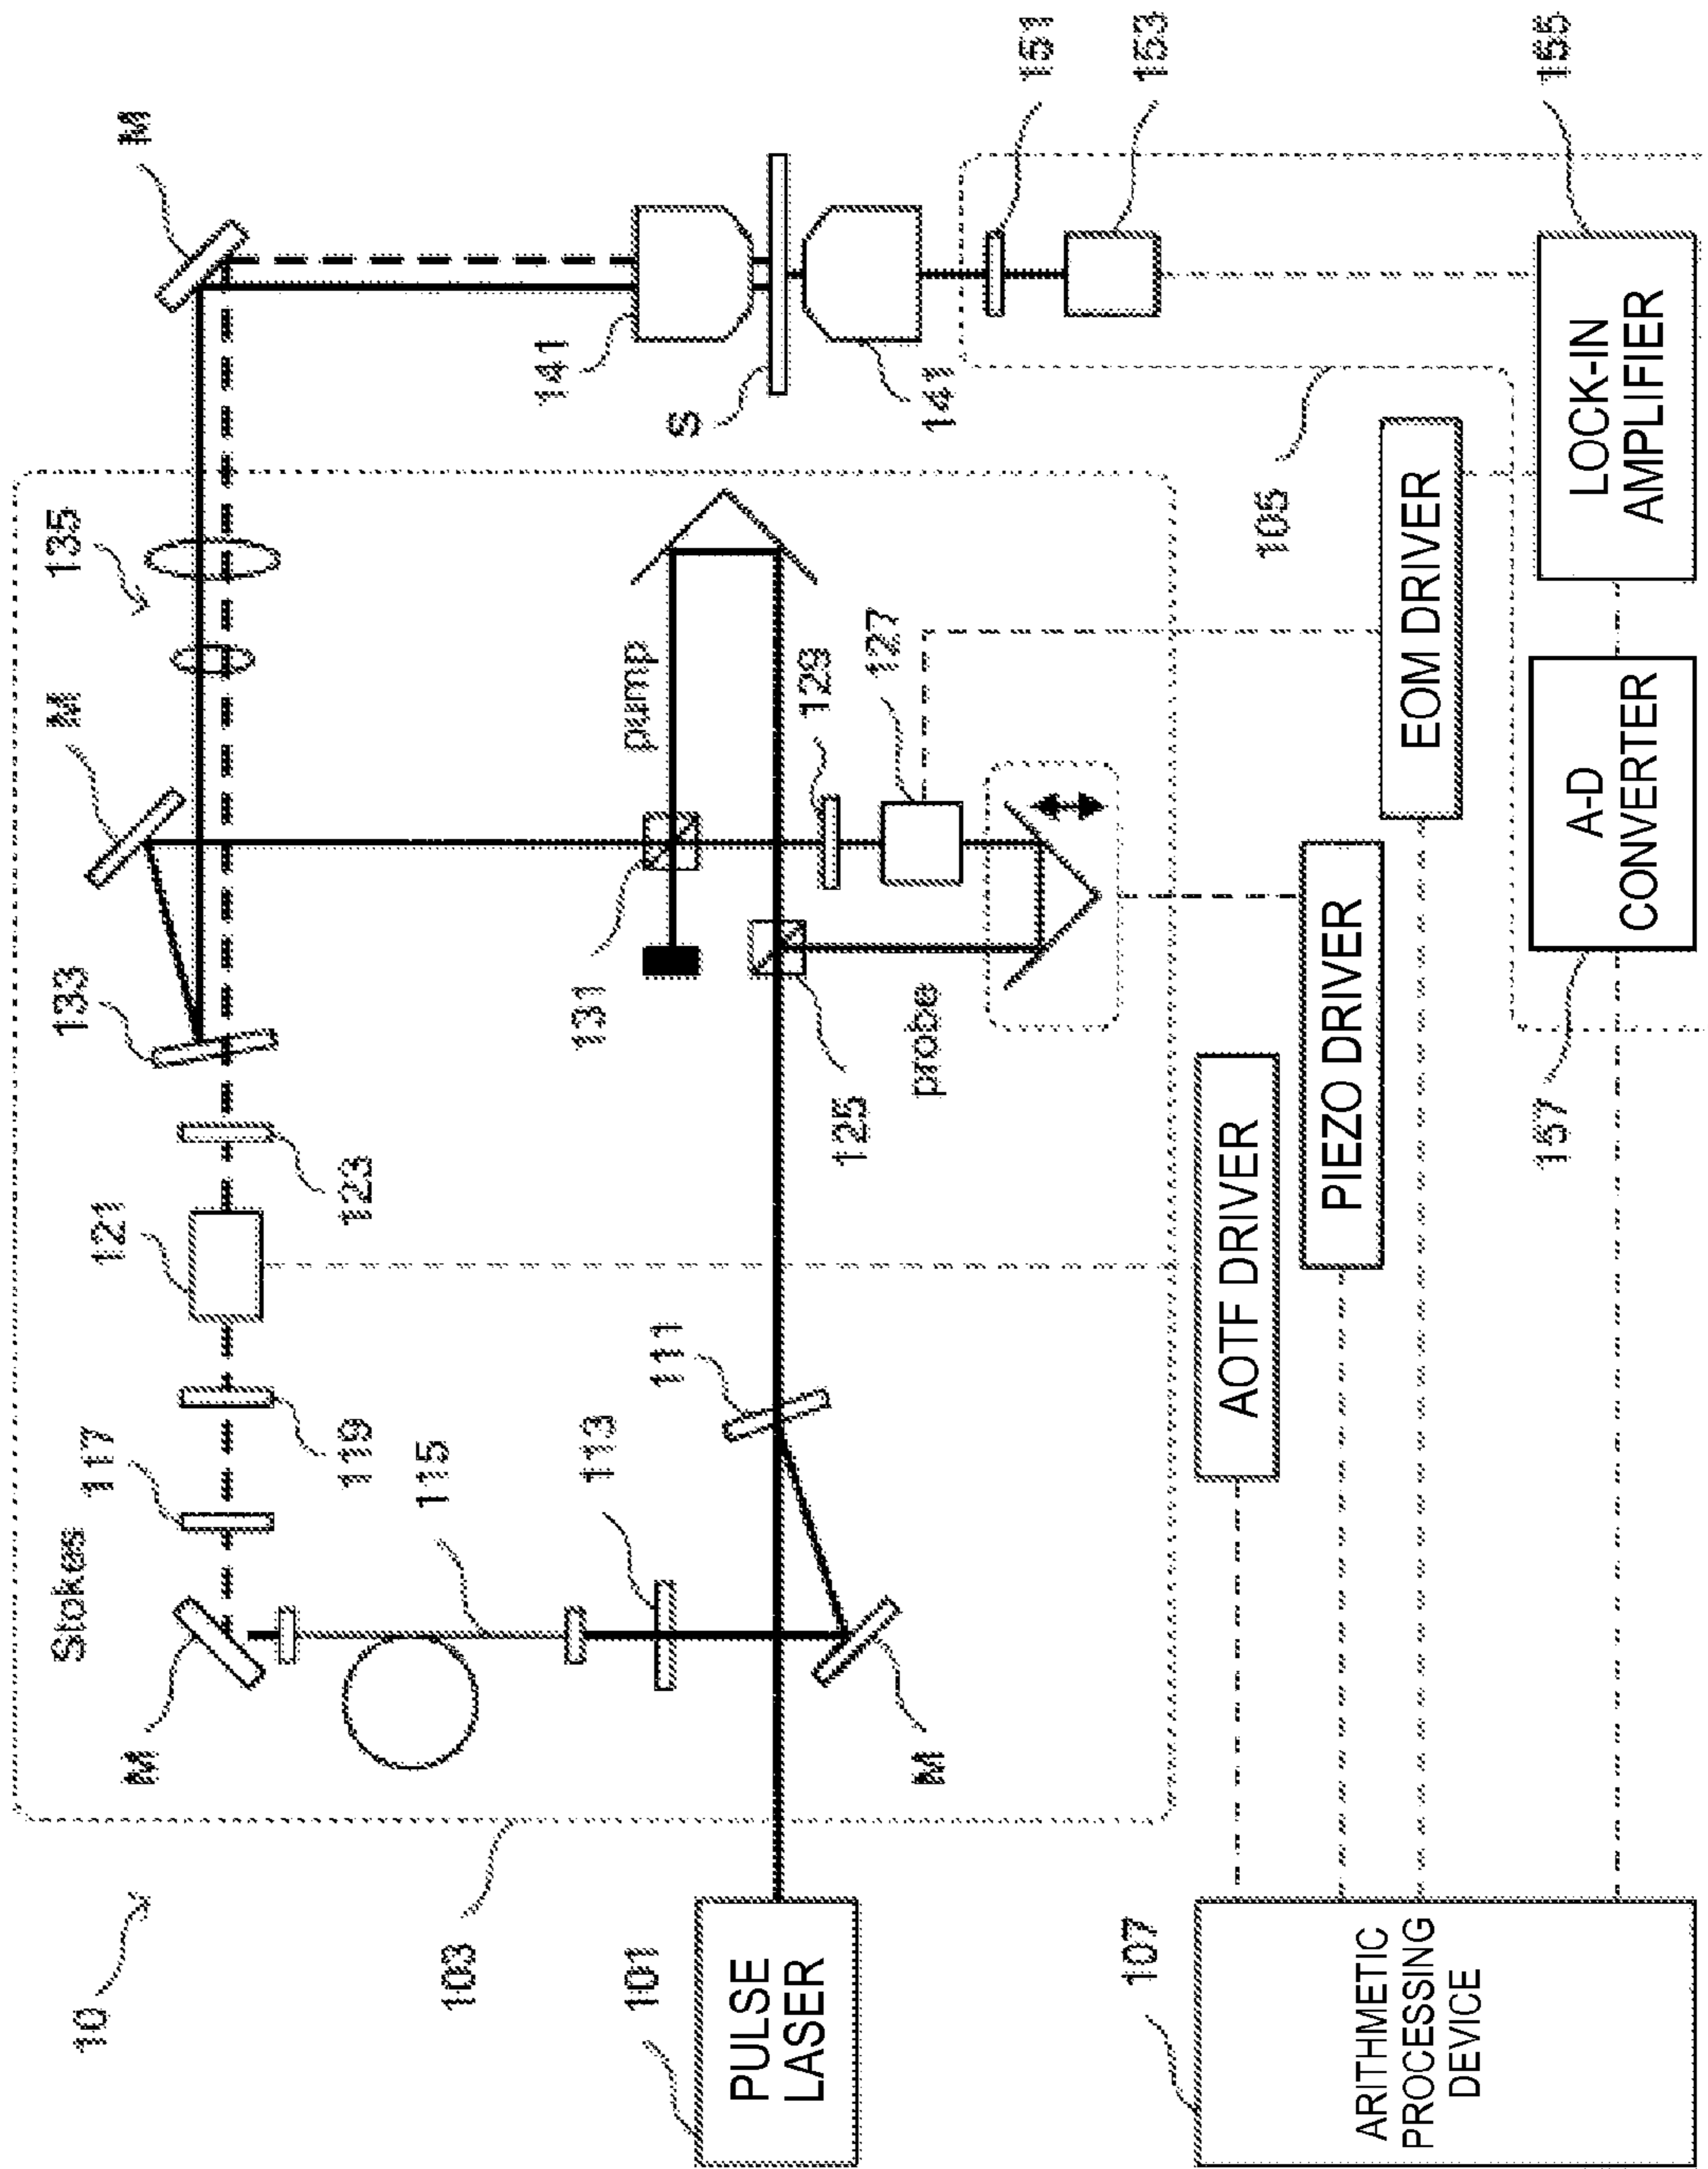 10
103
Stokes
M
117
119
121
123
133
M
135
M
115
113
111
M
131
pump
125
probe
129
127
141
S
141
151
153
155
105
101
PULSE
LASER
107
ARITHMETIC
PROCESSING
DEVICE
AOTF DRIVER
PIEZO DRIVER
EOM DRIVER
157
A-D
CONVERTER
LOCK-IN
AMPLIFIER